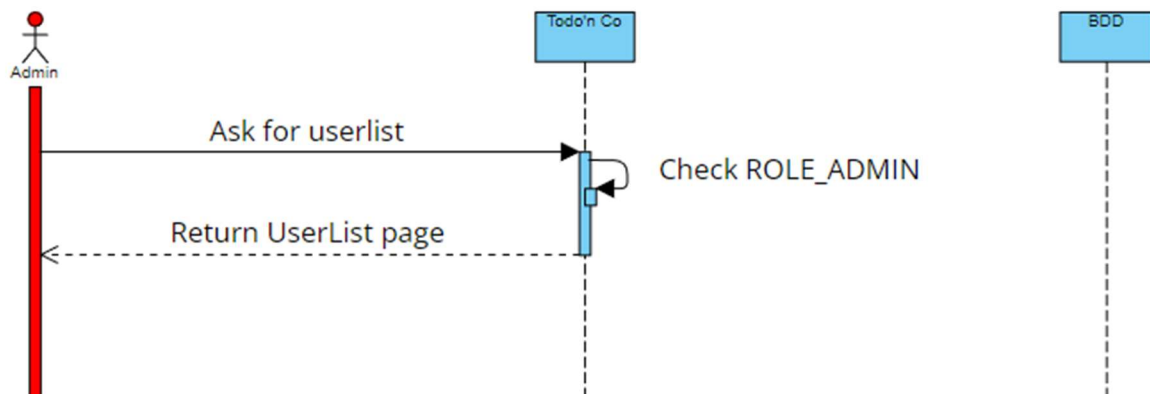 Todo'n Co
BDD
Admin
Ask for userlist
Check ROLE_ADMIN
Return UserList page